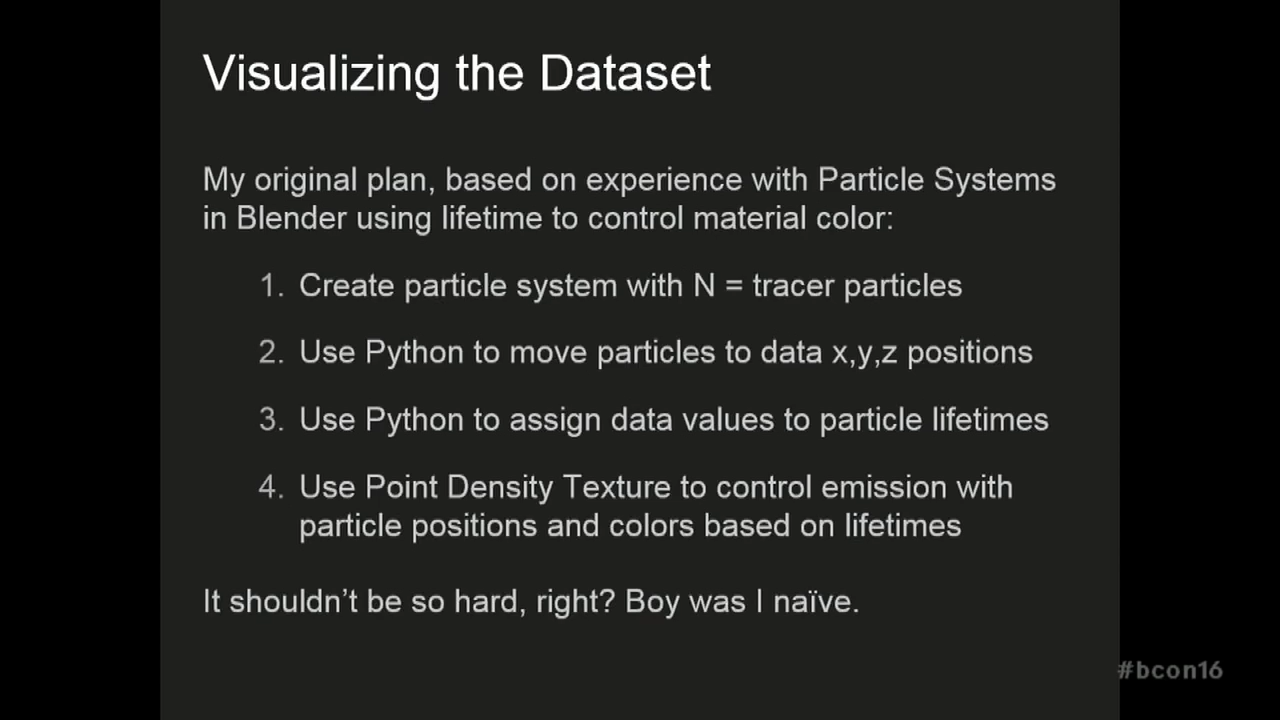 Visualizing the Dataset
My original plan, based on experience with Particle Systems
in Blender using lifetime to control material color:
1. Create particle system with N = tracer particles
2. Use Python to move particles to data x,y,z positions
3. Use Python to assign data values to particle lifetimes
4. Use Point Density Texture to control emission with
particle positions and colors based on lifetimes
It shouldn’t be so hard, right? Boy was I naïve.
#bcon16